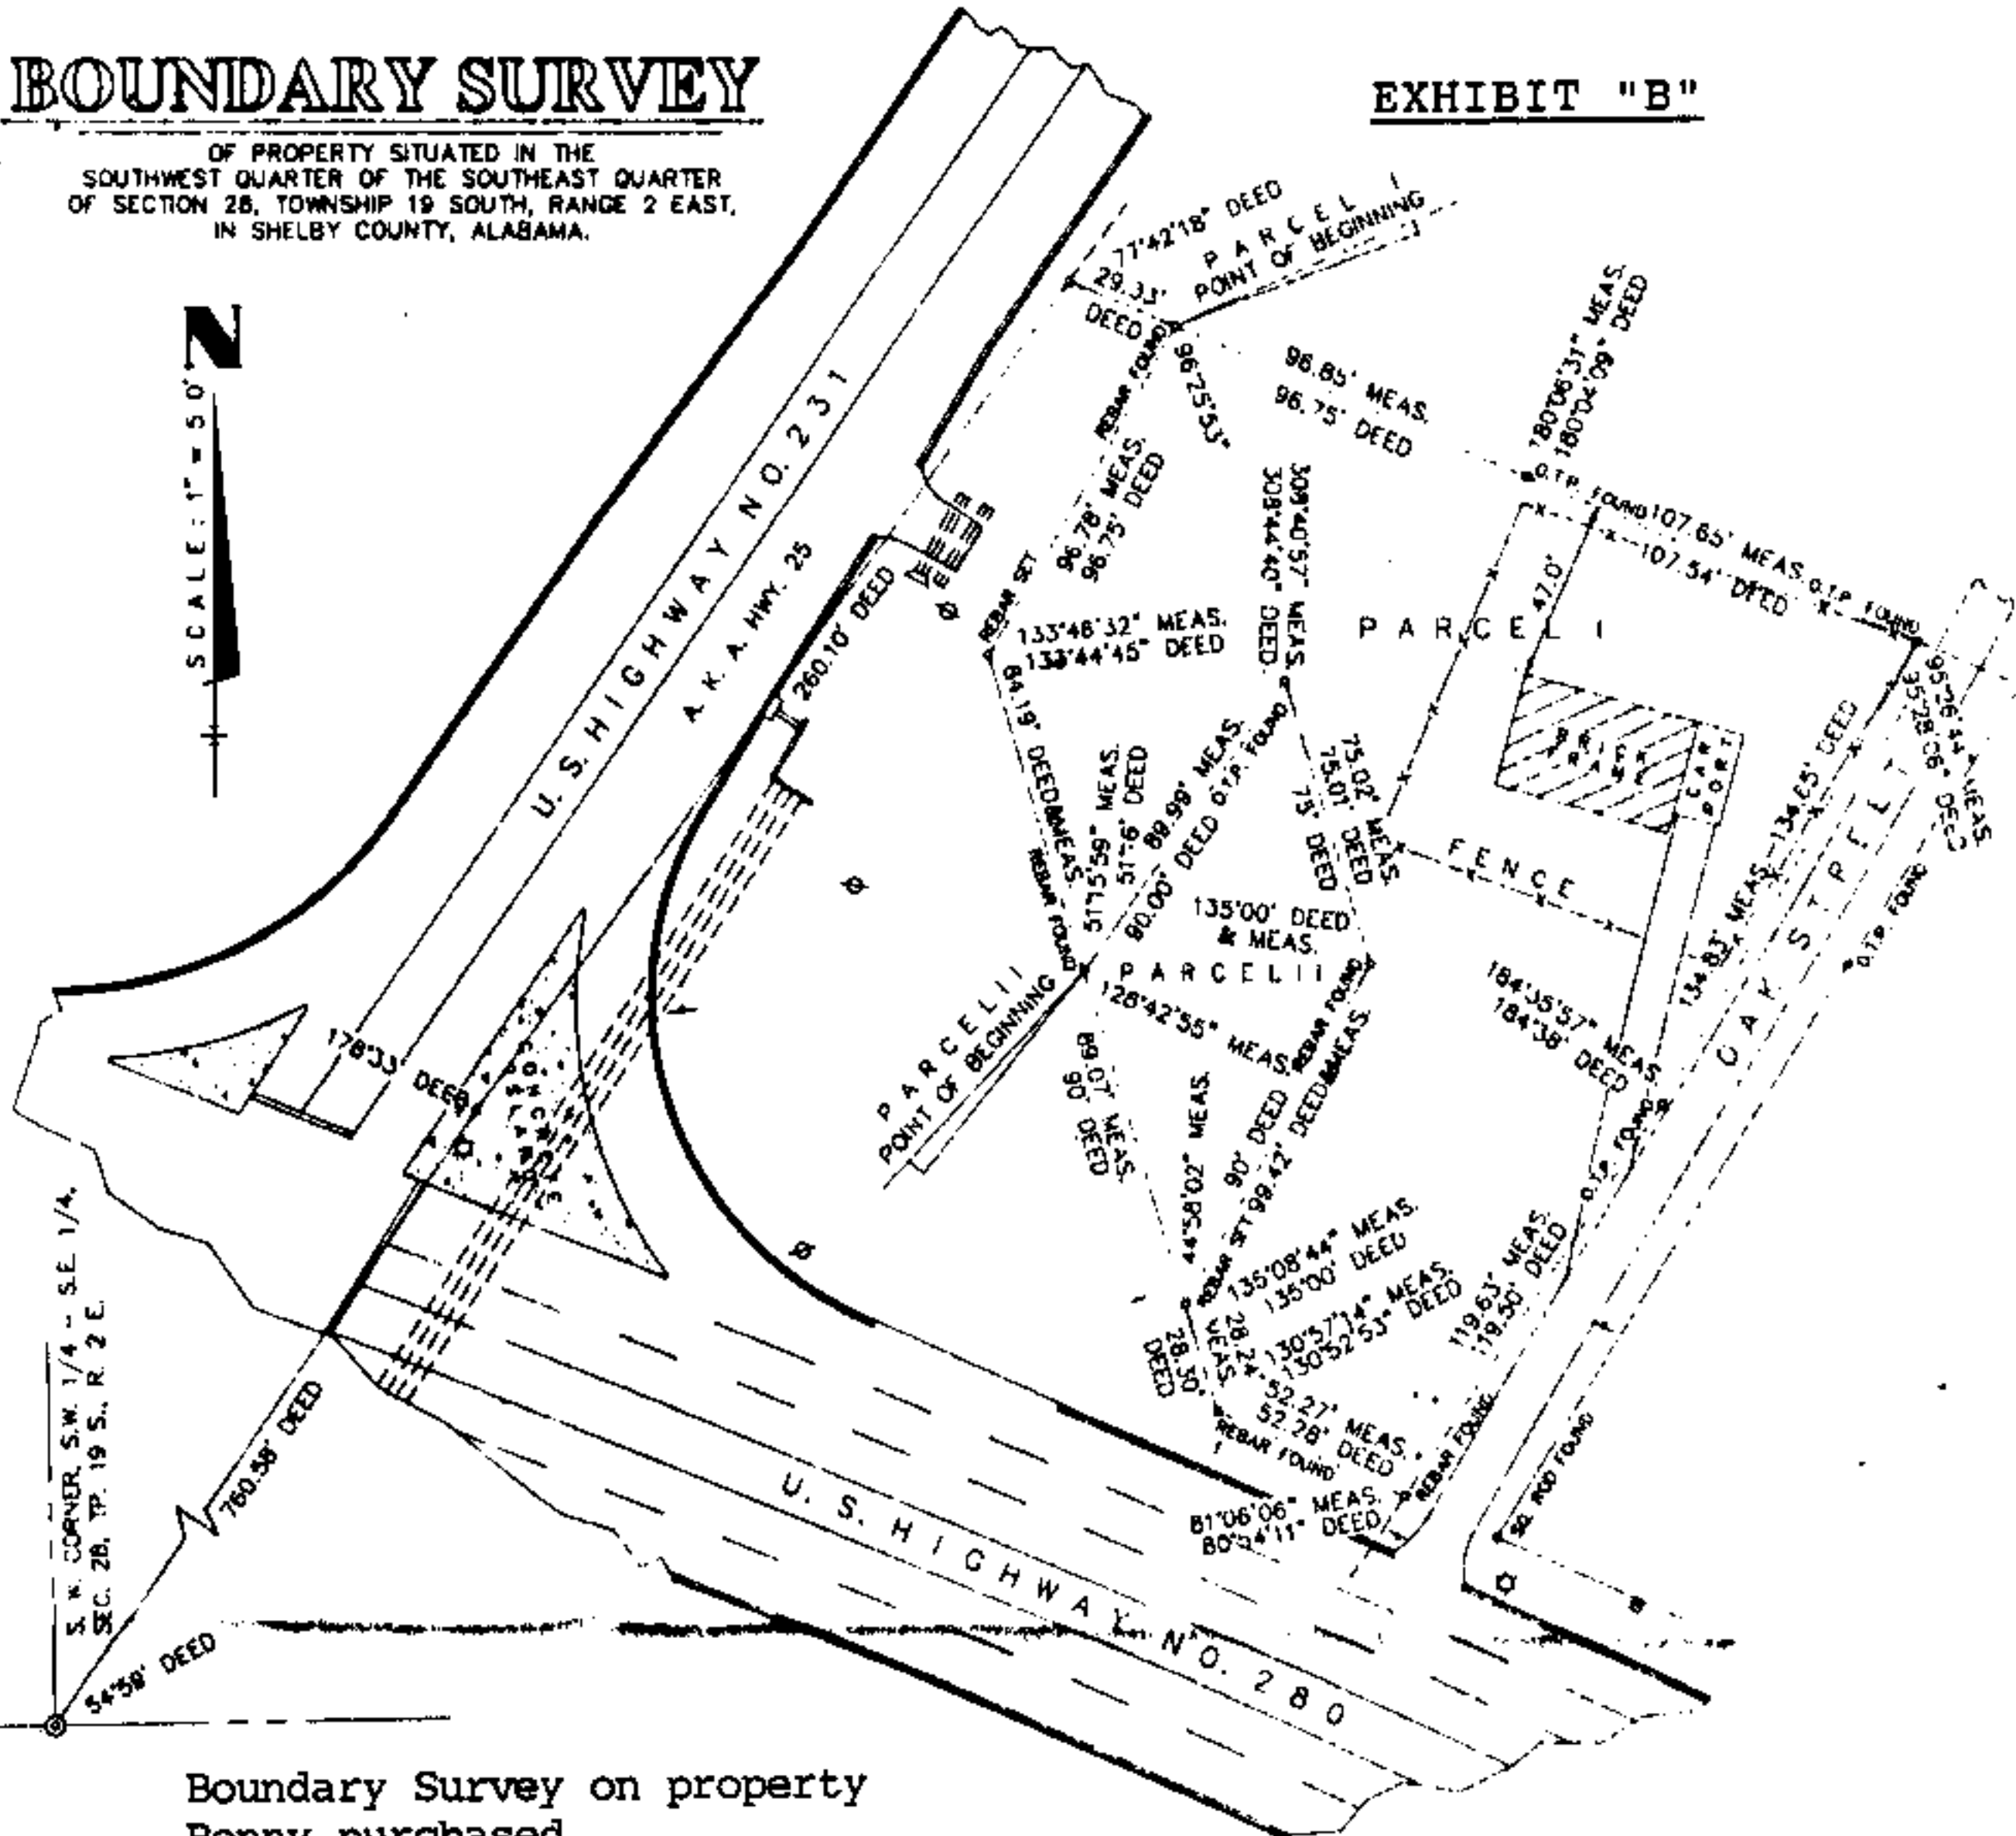 BOUNDARY SURVEY
OF PROPERTY SITUATED IN THE
SOUTHWEST QUARTER OF THE SOUTHEAST QUARTER
OF SECTION 28, TOWNSHIP 19 SOUTH, RANGE 2 EAST,
IN SHELBY COUNTY, ALABAMA.
EXHIBIT "B"
N
SCALE: 1" = 50'
U. S. HIGHWAY NO. 231
A. K. A. HWY. 25
260.10' DEED
77°42'18" DEED
29.33'
DEED
PARCEL I
POINT OF BEGINNING
REBAR FOUND
96°25'53"
96.85' MEAS.
96.75' DEED
180°06'31" MEAS.
180°04'09" DEED
O.T.P. FOUND
107.65' MEAS.
107.54' DEED
O.T.P. FOUND
96.78' MEAS.
96.75' DEED
REBAR SET
133°48'32" MEAS.
133°44'45" DEED
308°40'57" MEAS.
308°44'40" DEED
PARCEL I
47.0'
CAR
PORT
FENCE
95°26'44" MEAS.
95°28'06" DEED
134.83' MEAS.
134.65' DEED
OAK STREET
O.T.P. FOUND
84.19' DEED & MEAS.
REBAR FOUND
51°15'59" MEAS.
51°16' DEED
89.99' MEAS.
90.00' DEED
O.T.P. FOUND
75.02' MEAS.
75.01' DEED
75' DEED
135°00' DEED
& MEAS.
PARCEL II
REBAR FOUND
128°42'55" MEAS.
PARCEL II
POINT OF BEGINNING
89.07' MEAS.
90' DEED
44°58'02" MEAS.
90' DEED
99.42' DEED & MEAS.
REBAR SET
184°35'57" MEAS.
184°38' DEED
O.T.P. FOUND
135°08'44" MEAS.
135°00' DEED
130°57'14" MEAS.
130°52'53" DEED
28.24' MEAS.
28.30' DEED
52.27' MEAS.
52.28' DEED
REBAR FOUND
119.63' MEAS.
119.50' DEED
REBAR FOUND
SQ. ROD FOUND
DEED
U. S. HIGHWAY NO. 280
178°33' DEED
S. W. CORNER, S.W. 1/4 - S.E. 1/4,
SEC. 28, TP. 19 S., R. 2 E.
760.58' DEED
54°59' DEED
Boundary Survey on property